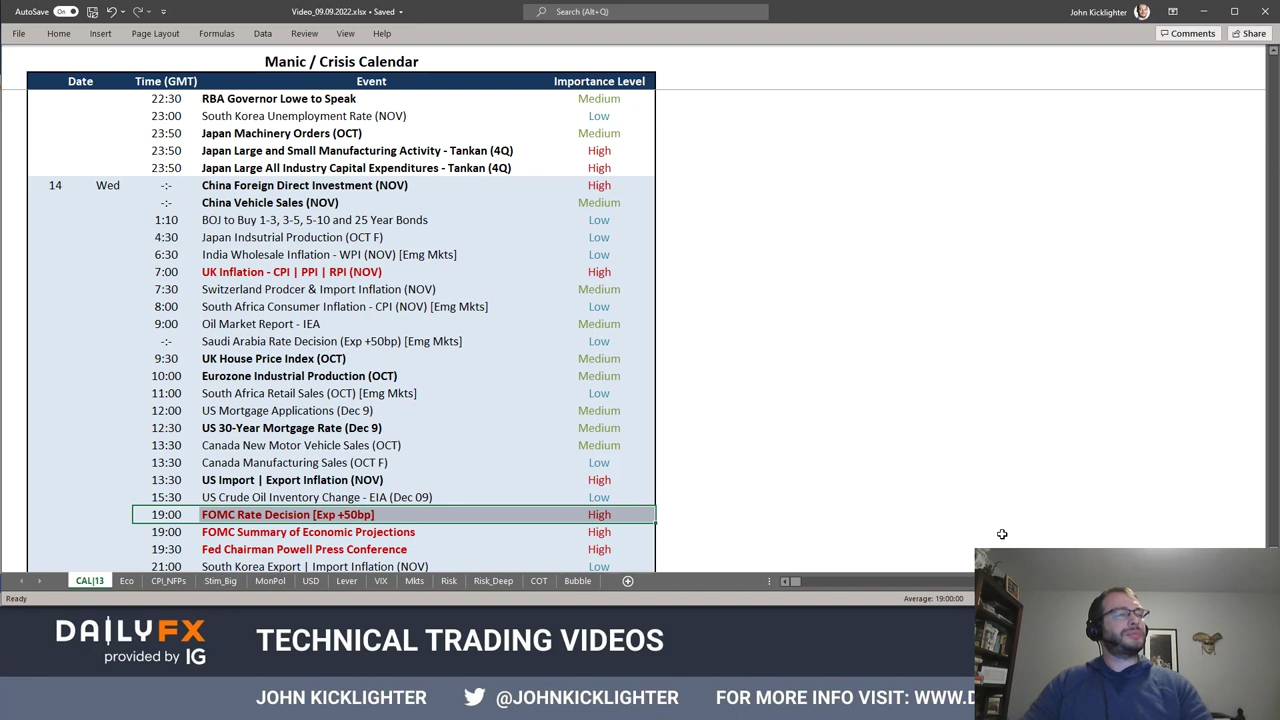 AutoSave On Video_09.09.2022.xlsx • Saved Search (Alt+Q) John Kicklighter
File Home Insert Page Layout Formulas Data Review View Help Comments Share
Manic / Crisis Calendar
Date Time (GMT) Event Importance Level
22:30 RBA Governor Lowe to Speak Medium
23:00 South Korea Unemployment Rate (NOV) Low
23:50 Japan Machinery Orders (OCT) Medium
23:50 Japan Large and Small Manufacturing Activity - Tankan (4Q) High
23:50 Japan Large All Industry Capital Expenditures - Tankan (4Q) High
14 Wed -:- China Foreign Direct Investment (NOV) High
-:- China Vehicle Sales (NOV) Medium
1:10 BOJ to Buy 1-3, 3-5, 5-10 and 25 Year Bonds Low
4:30 Japan Indsutrial Production (OCT F) Low
6:30 India Wholesale Inflation - WPI (NOV) [Emg Mkts] Low
7:00 UK Inflation - CPI | PPI | RPI (NOV) High
7:30 Switzerland Prodcer & Import Inflation (NOV) Medium
8:00 South Africa Consumer Inflation - CPI (NOV) [Emg Mkts] Low
9:00 Oil Market Report - IEA Medium
-:- Saudi Arabia Rate Decision (Exp +50bp) [Emg Mkts] Low
9:30 UK House Price Index (OCT) Medium
10:00 Eurozone Industrial Production (OCT) Medium
11:00 South Africa Retail Sales (OCT) [Emg Mkts] Low
12:00 US Mortgage Applications (Dec 9) Medium
12:30 US 30-Year Mortgage Rate (Dec 9) Medium
13:30 Canada New Motor Vehicle Sales (OCT) Medium
13:30 Canada Manufacturing Sales (OCT F) Low
13:30 US Import | Export Inflation (NOV) High
15:30 US Crude Oil Inventory Change - EIA (Dec 09) Low
19:00 FOMC Rate Decision [Exp +50bp] High
19:00 FOMC Summary of Economic Projections High
19:30 Fed Chairman Powell Press Conference High
21:00 South Korea Export | Import Inflation (NOV) Low
CAL|13 Eco CPI_NFPs Stim_Big MonPol USD Lever VIX Mkts Risk Risk_Deep COT Bubble
Ready Average: 19:00:00
DAILYFX
provided by IG
TECHNICAL TRADING VIDEOS
JOHN KICKLIGHTER @JOHNKICKLIGHTER FOR MORE INFO VISIT: WWW.D